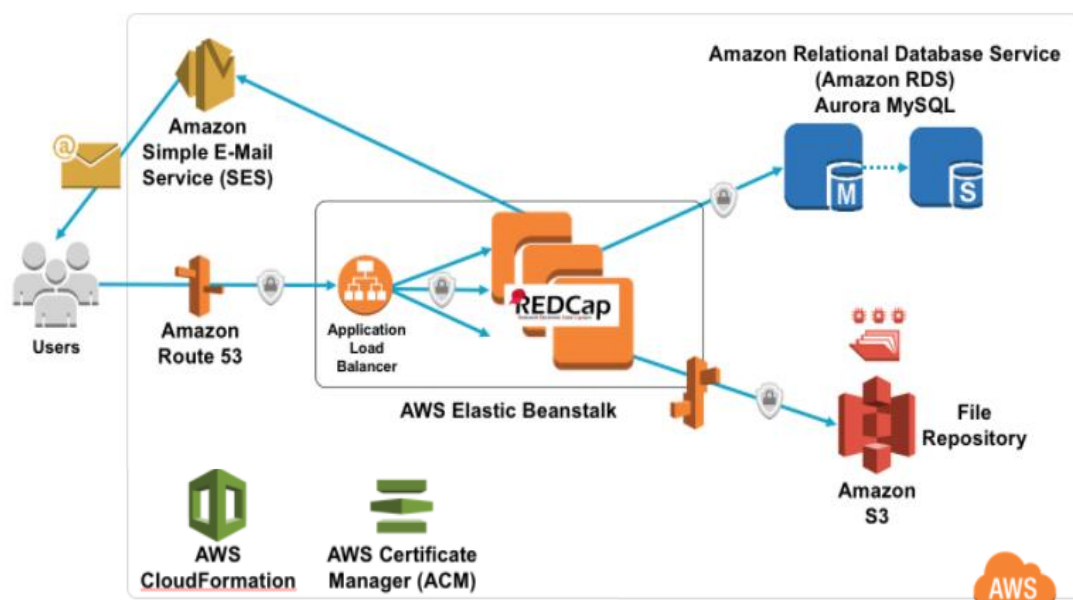 Amazon
Simple E-Mail
Service (SES)
@
Amazon Relational Database Service
(Amazon RDS)
Aurora MySQL
M
S
REDCap
Users
Amazon
Route 53
Application
Load
Balancer
AWS Elastic Beanstalk
File
Repository
Amazon
S3
AWS
CloudFormation
AWS Certificate
Manager (ACM)
AWS